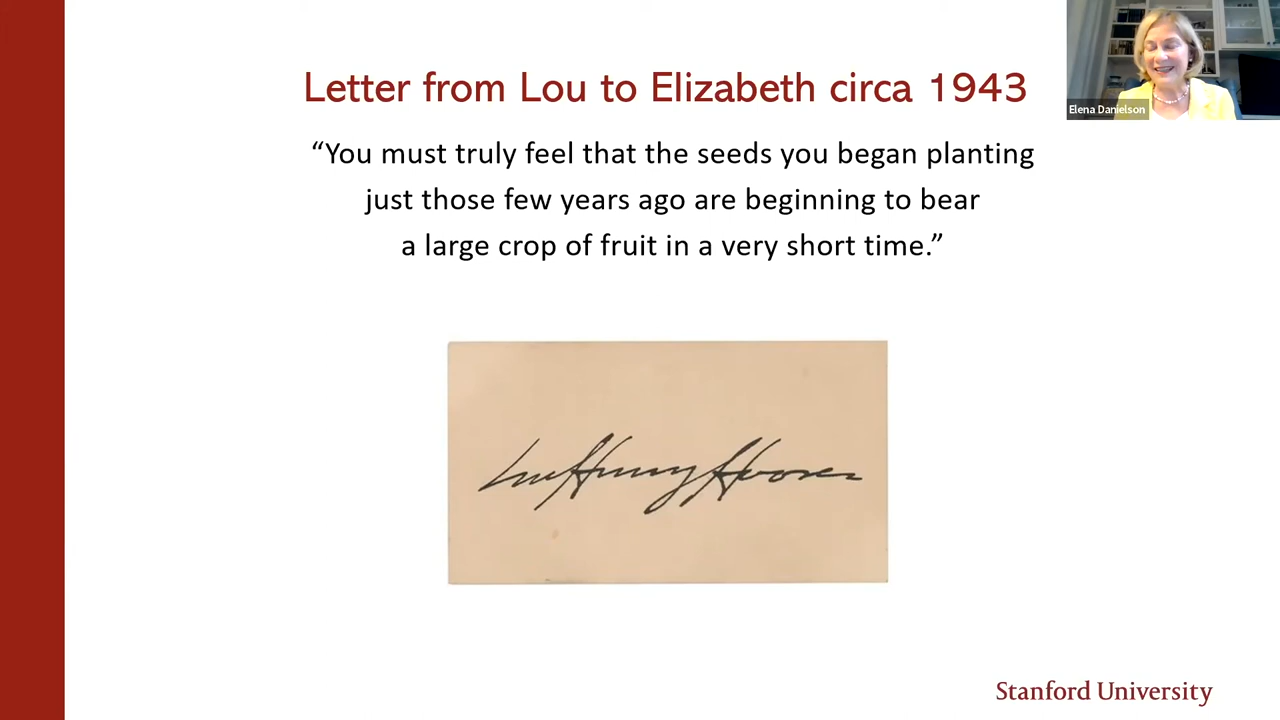 Letter from Lou to Elizabeth circa 1943
Elena Danielson
“You must truly feel that the seeds you began planting
just those few years ago are beginning to bear
a large crop of fruit in a very short time.”
Lou Henry Hoover
Stanford University